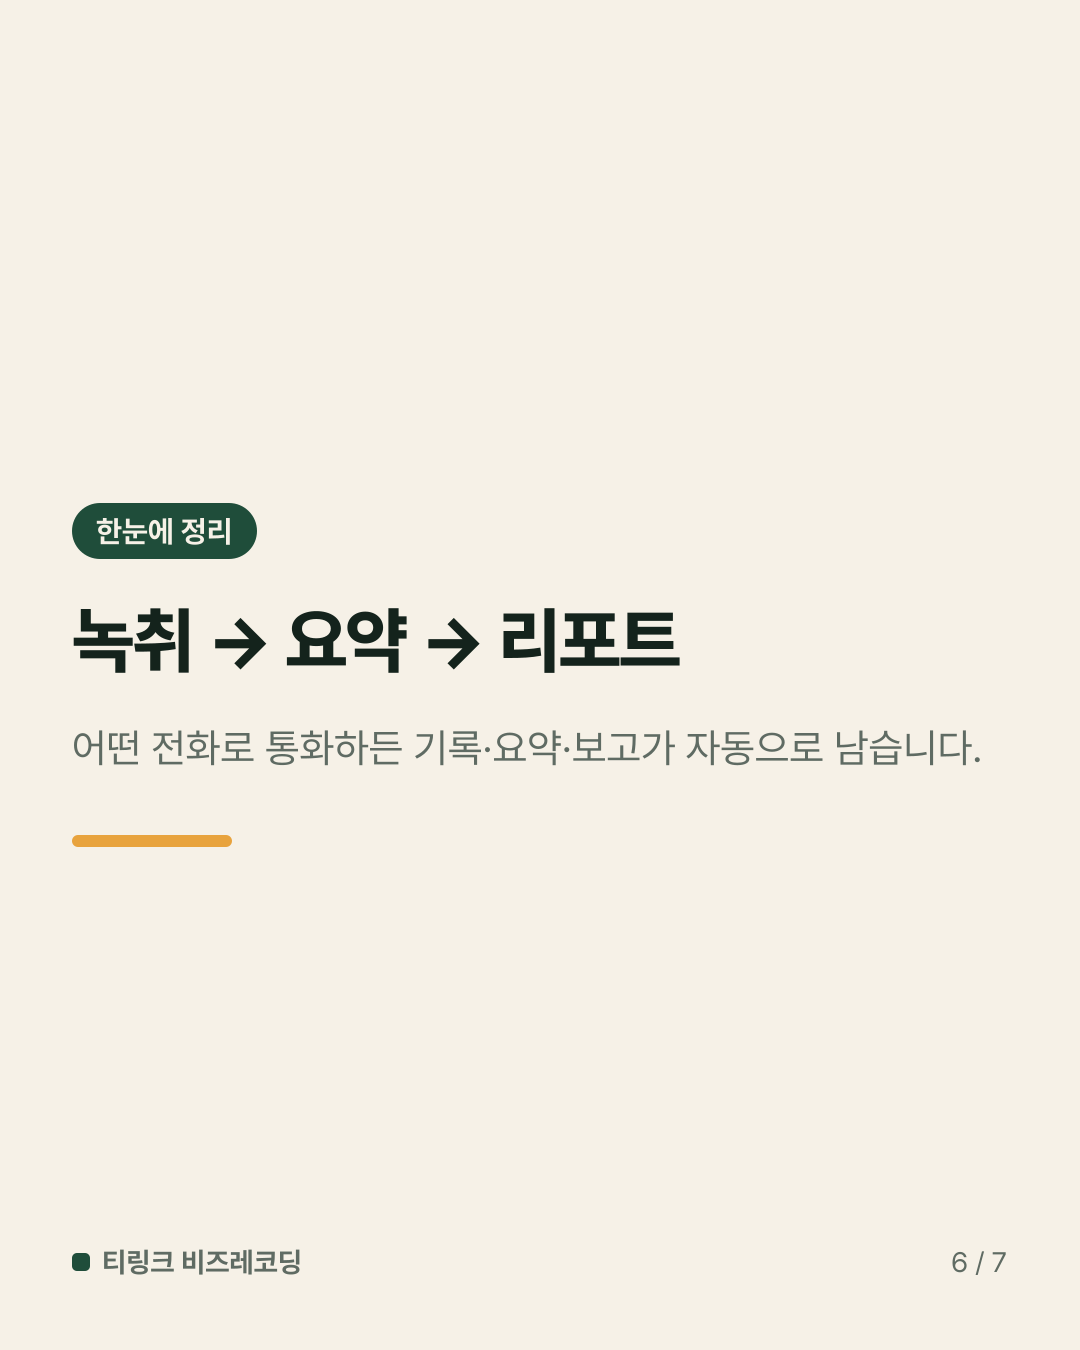 한눈에 정리
녹취 → 요약 → 리포트
어떤 전화로 통화하든 기록·요약·보고가 자동으로 남습니다.
티링크 비즈레코딩
6 / 7